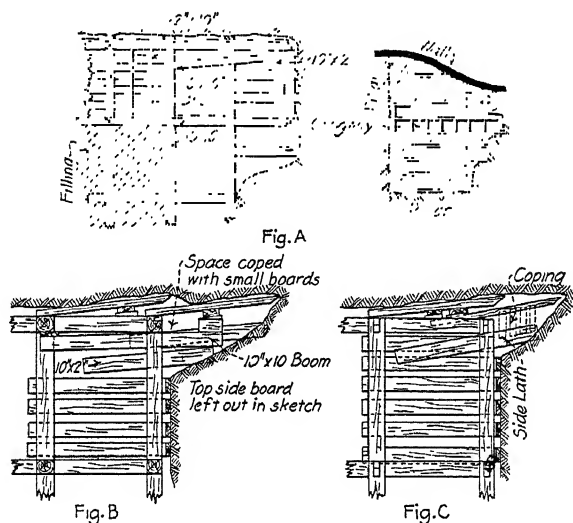 Filling
Fig. A
Space coped
with small boards
10"x2"
10"x10 Boom
Top side board
left out in sketch
Fig. B
Coping
Side Lath
Fig. C